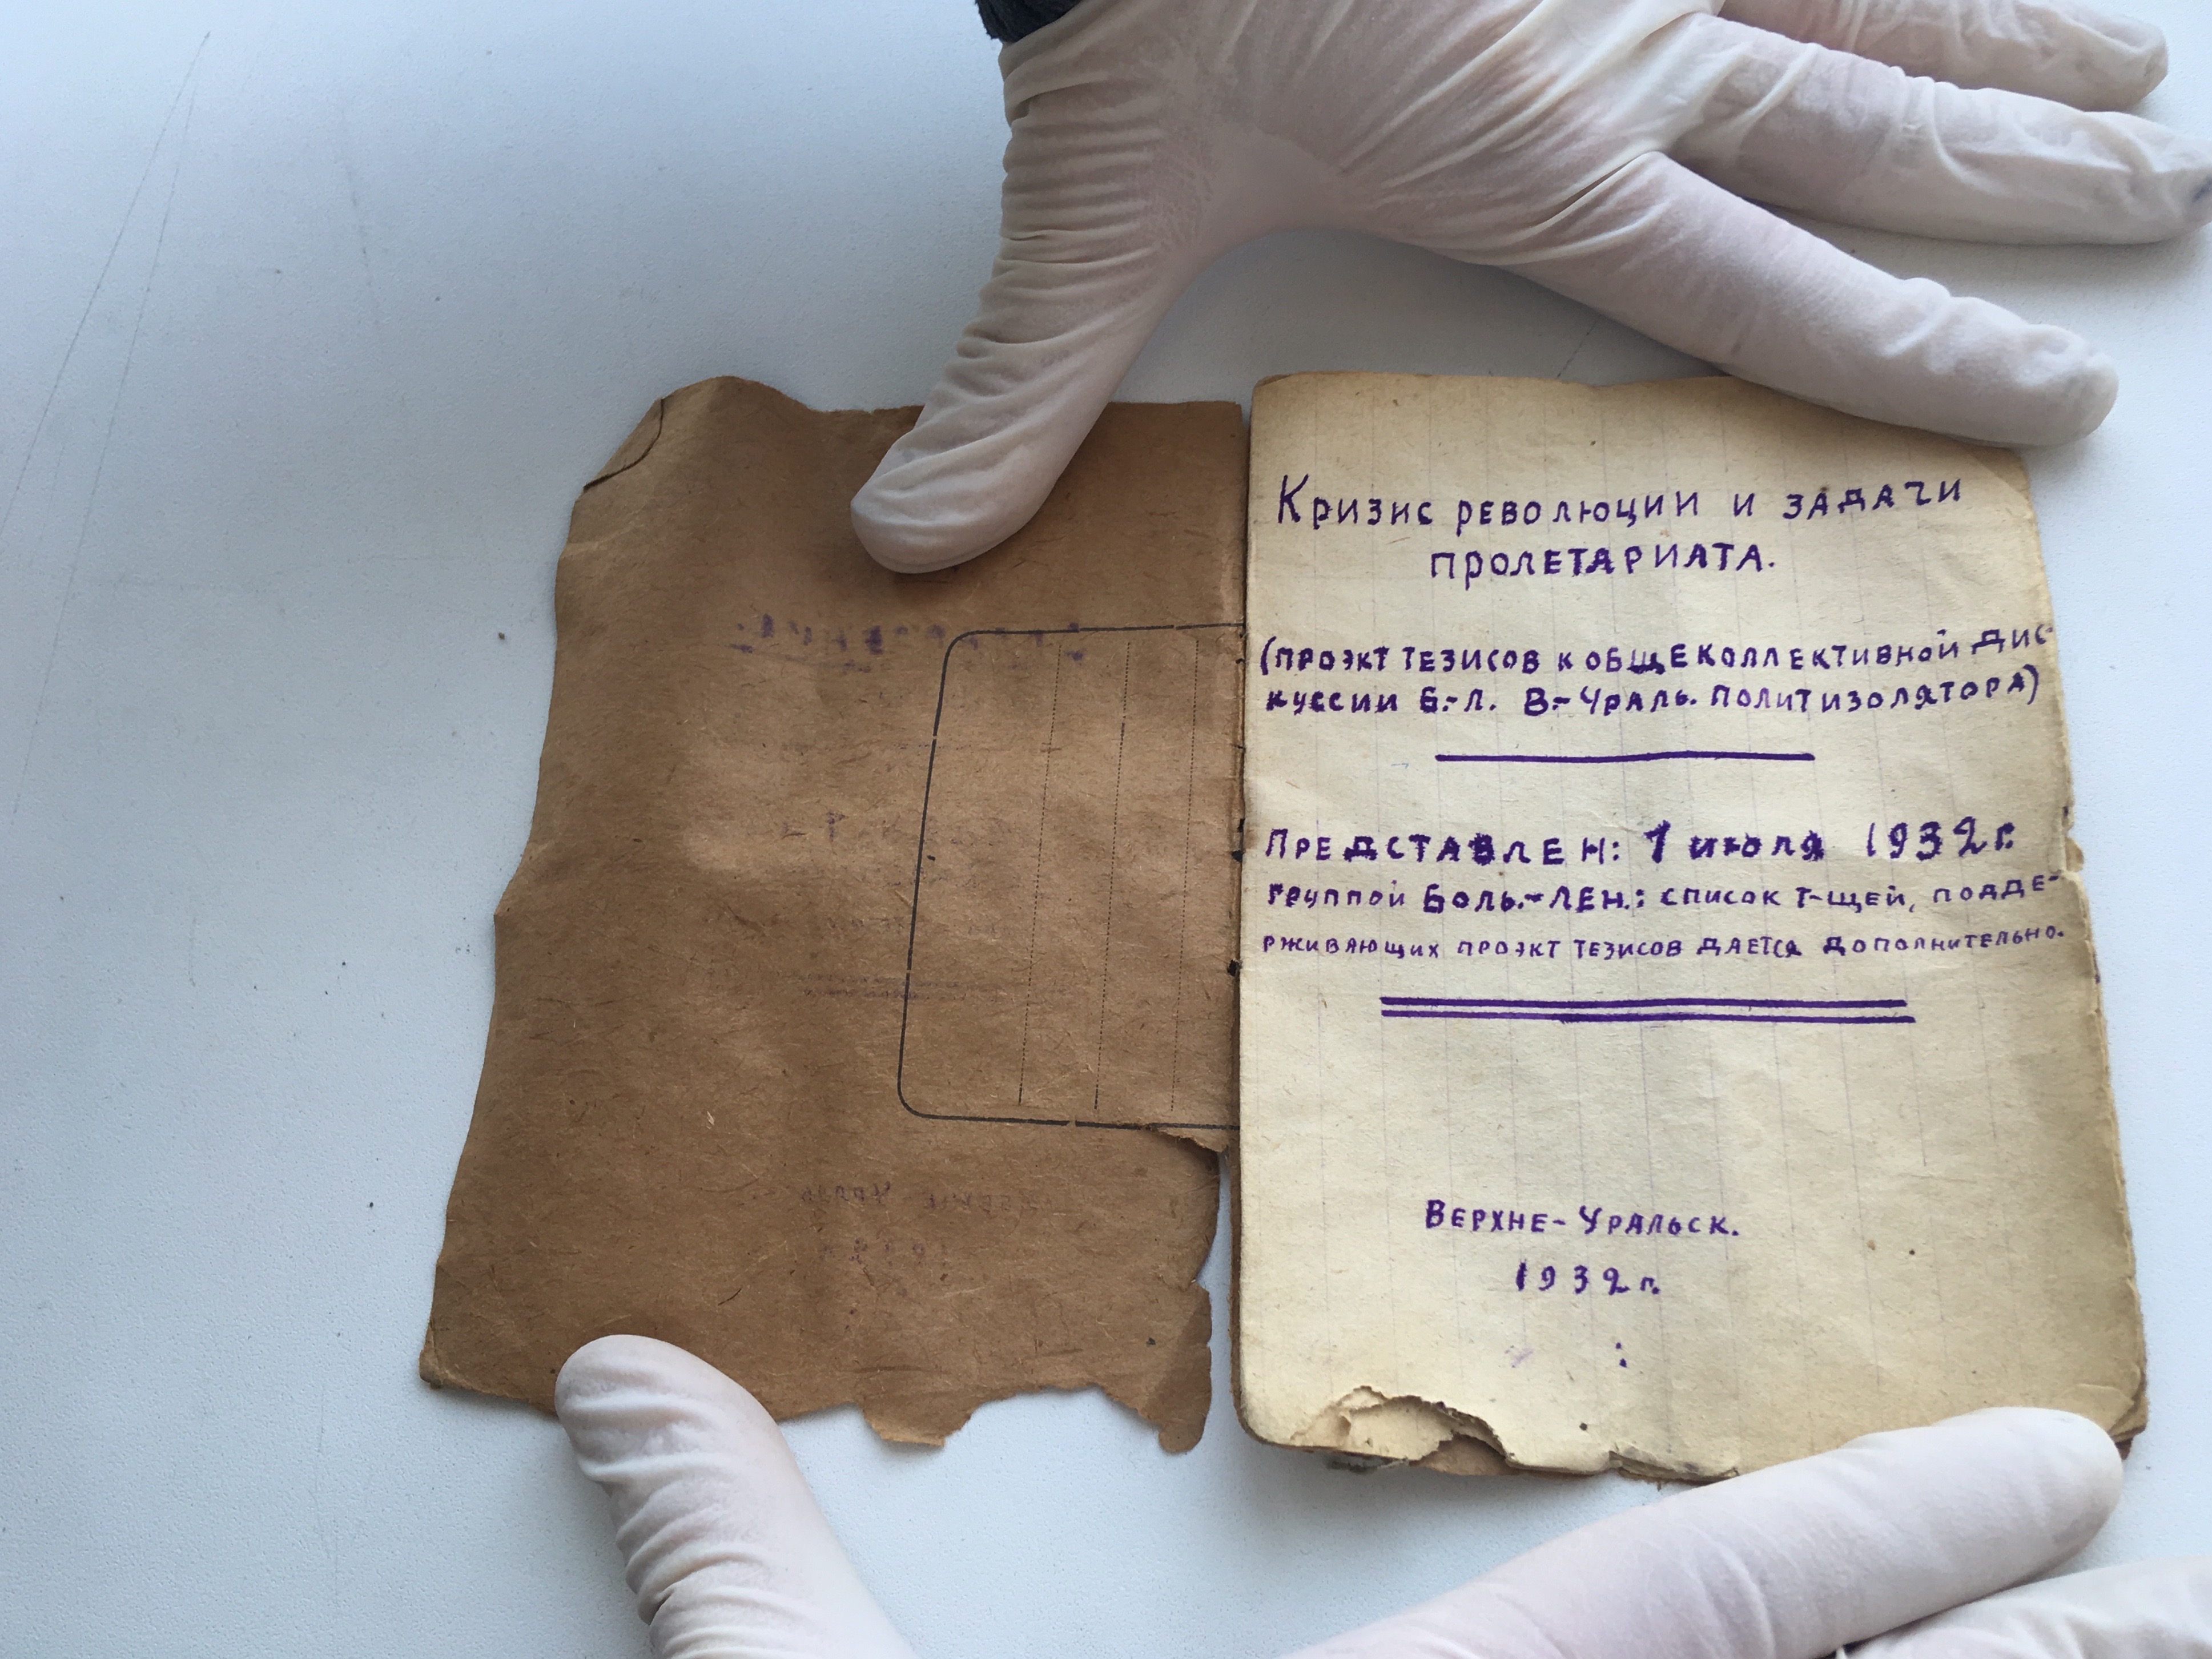 Кризис революции и задачи
пролетариата.
(проэкт тезисов к общеколлективной дис-
куссии Б.-Л. В.-Ураль. политизолятора)
Представлен: 1 июля 1932 г.
группой Боль.-Лен.: список т-щей, подде-
рживающих проэкт тезисов дается дополнительно.
Верхне-Уральск.
1932 г.